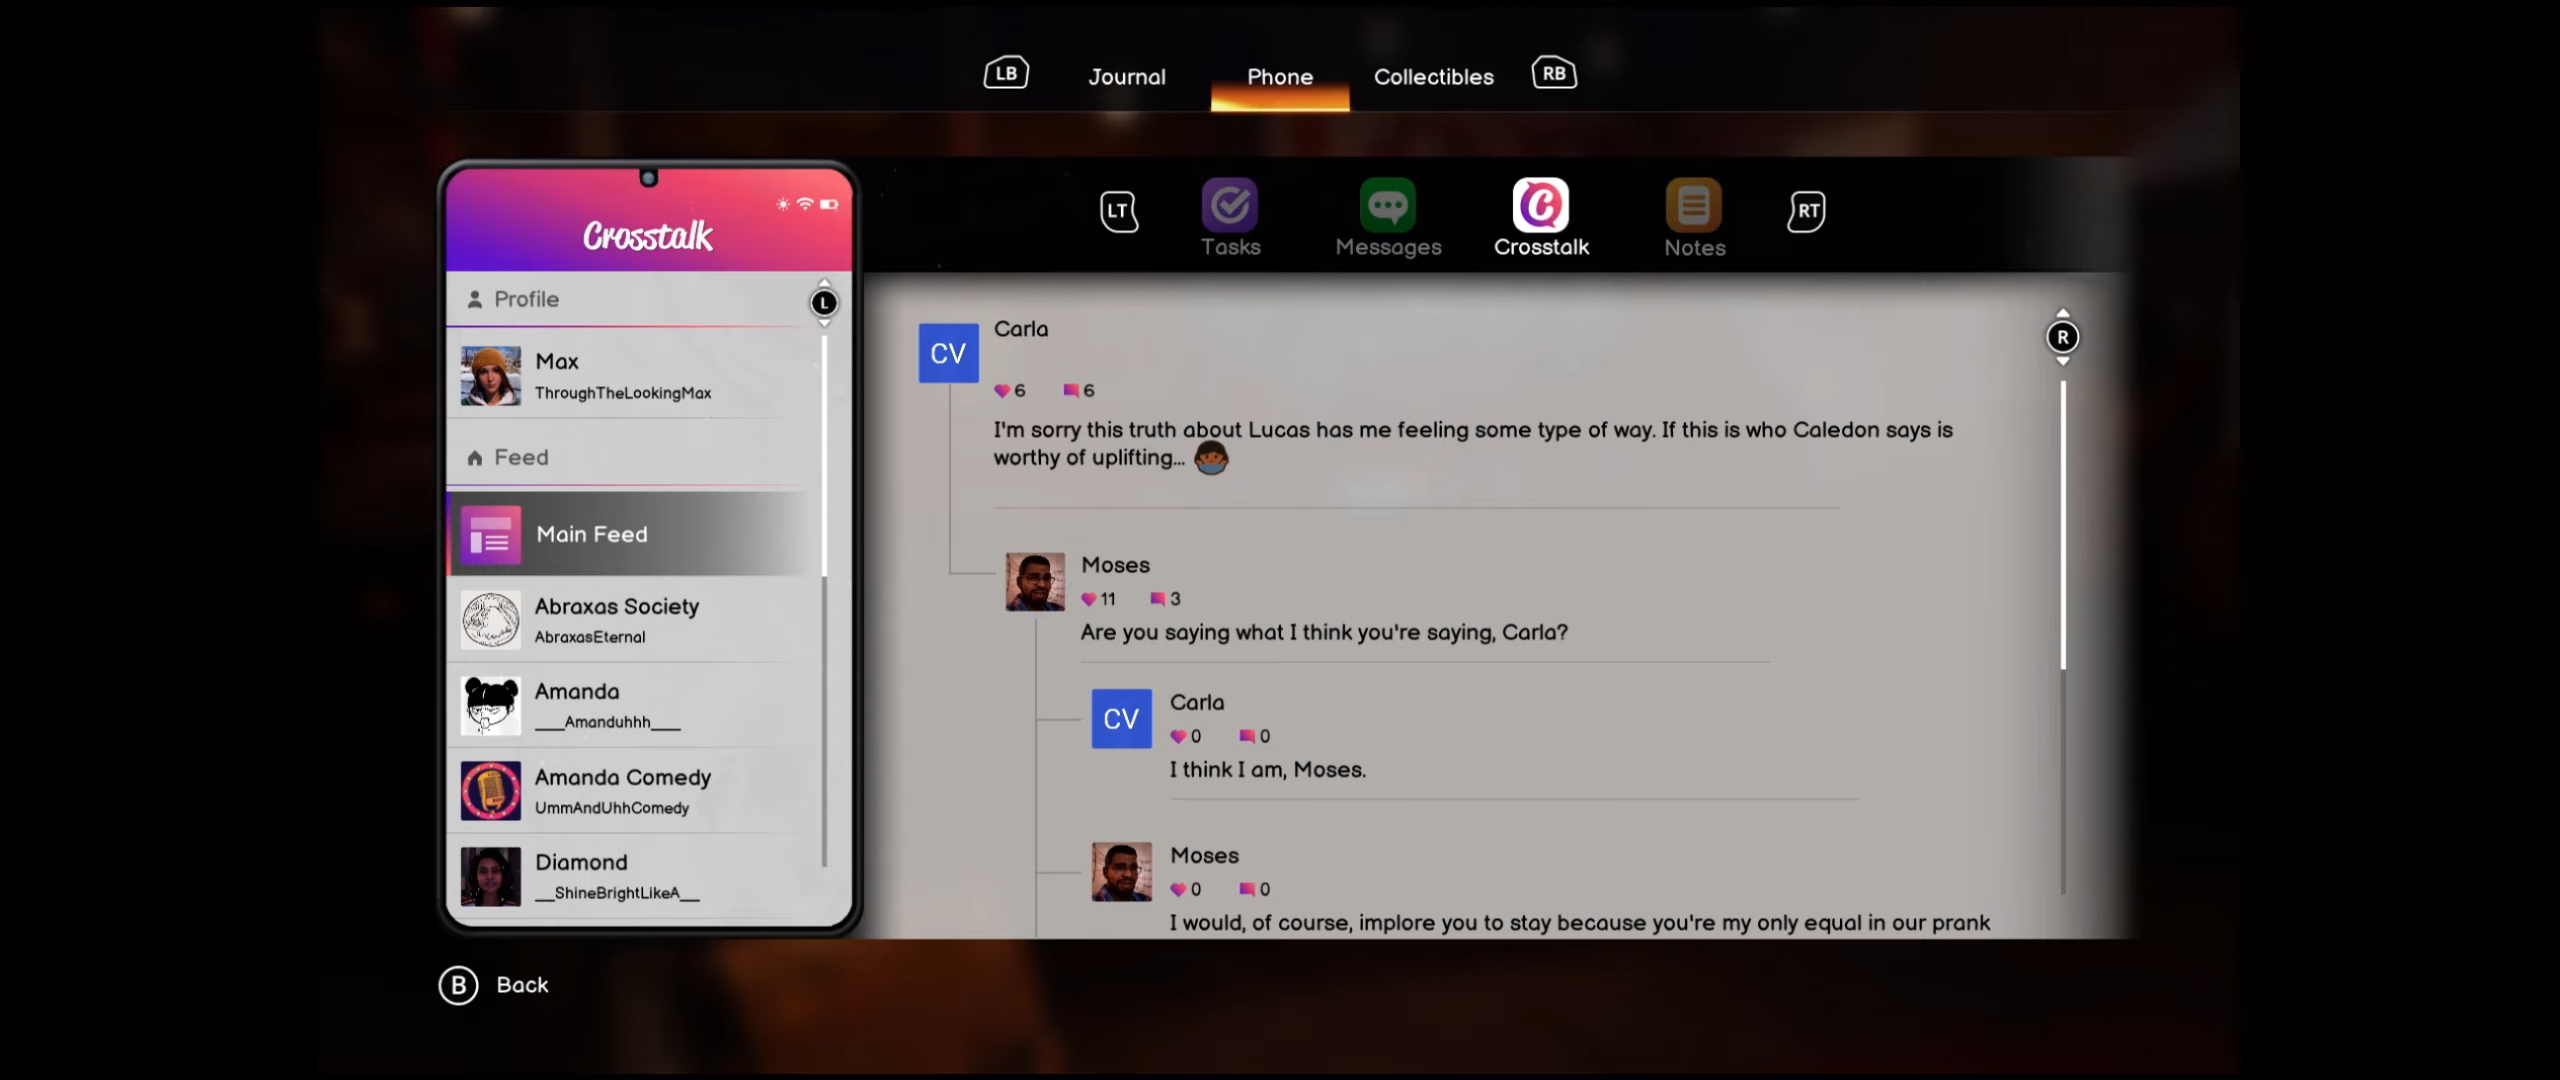 LB Journal Phone Collectibles RB
Crosstalk
LT Tasks Messages Crosstalk Notes RT
Profile
L
Max
ThroughTheLookingMax
Feed
Main Feed
Abraxas Society
AbraxasEternal
Amanda
___Amanduhhh___
Amanda Comedy
UmmAndUhhComedy
Diamond
__ShineBrightLikeA__
CV
Carla
R
6 6
I'm sorry this truth about Lucas has me feeling some type of way. If this is who Caledon says is
worthy of uplifting...
Moses
11 3
Are you saying what I think you're saying, Carla?
CV
Carla
0 0
I think I am, Moses.
Moses
0 0
I would, of course, implore you to stay because you're my only equal in our prank
B Back